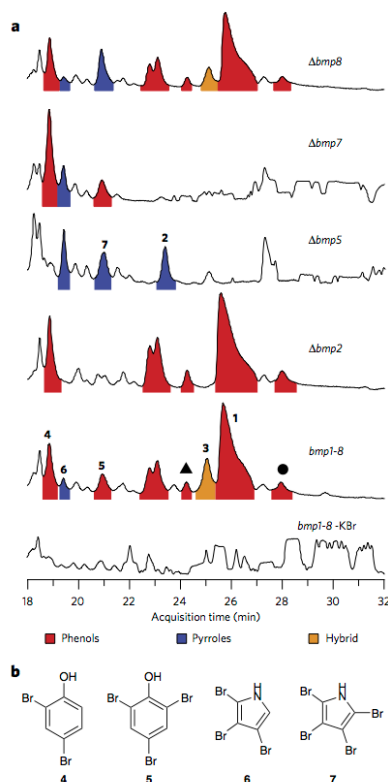 a
Δbmp8
Δbmp7
Δbmp5
7
2
Δbmp2
1
bmp1-8
4
3
6
5
bmp1-8 -KBr
18 20 22 24 26 28 30 32
Acquisition time (min)
Phenols Pyrroles Hybrid
b
OH OH H H
Br Br Br Br N Br N Br
Br Br Br Br Br Br
4 5 6 7